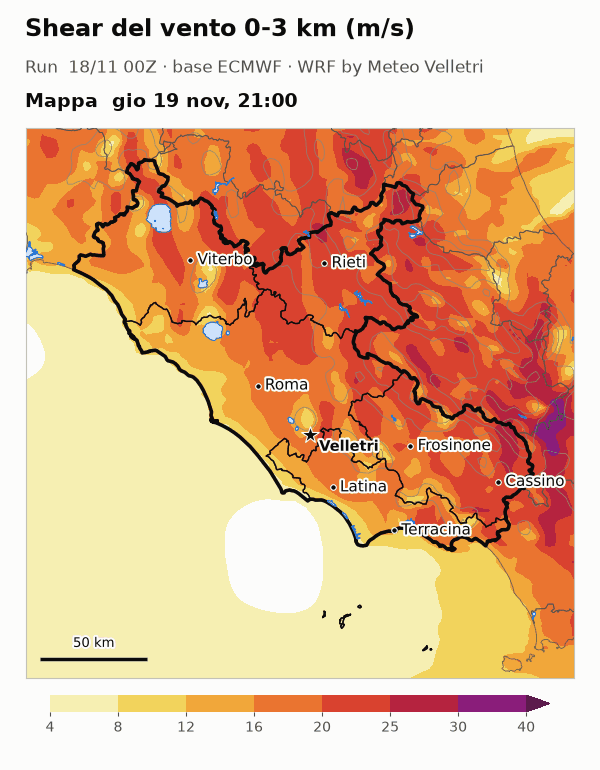 Shear del vento 0-3 km (m/s)
Run  18/11 00Z · base ECMWF · WRF by Meteo Velletri
Mappa  gio 19 nov, 21:00
Viterbo
Rieti
Roma
Velletri
Frosinone
Cassino
Latina
Terracina
50 km
4 8 12 16 20 25 30 40